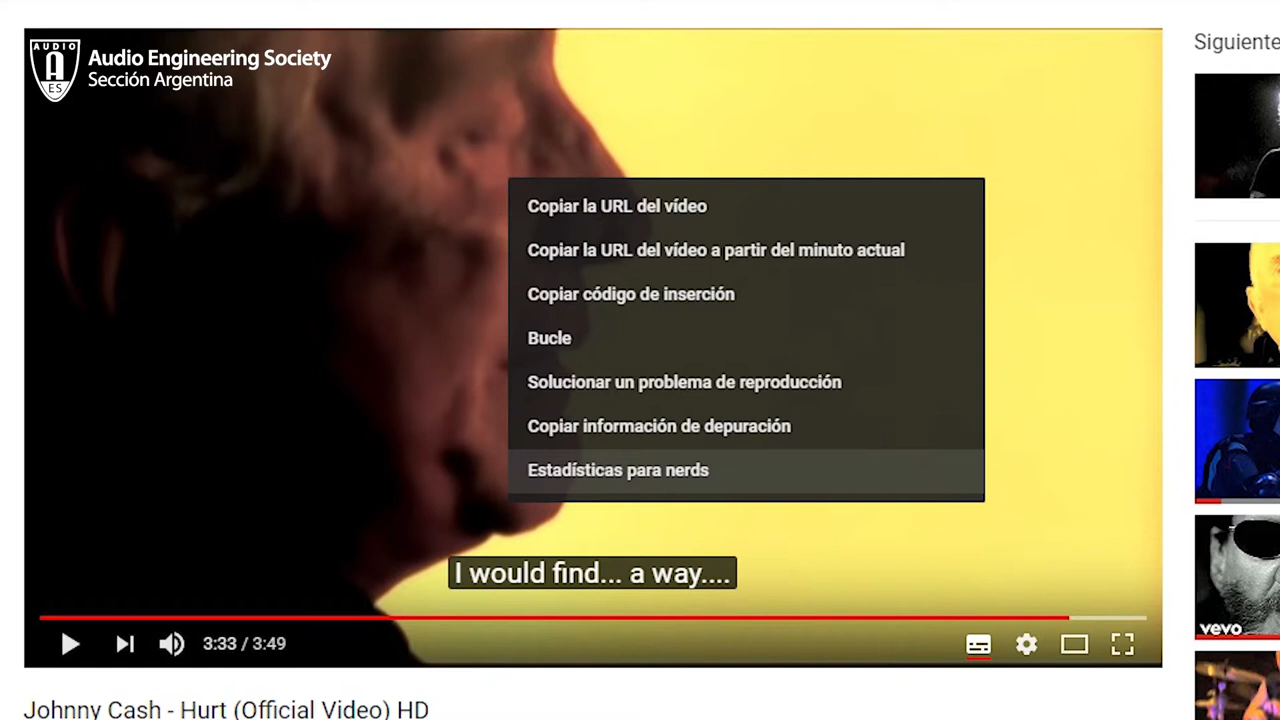 AUDIO
A
ES
Audio Engineering Society
Sección Argentina
Siguiente
Copiar la URL del vídeo
Copiar la URL del vídeo a partir del minuto actual
Copiar código de inserción
Bucle
Solucionar un problema de reproducción
Copiar información de depuración
Estadísticas para nerds
I would find... a way....
3:33 / 3:49
vevo
Johnny Cash - Hurt (Official Video) HD